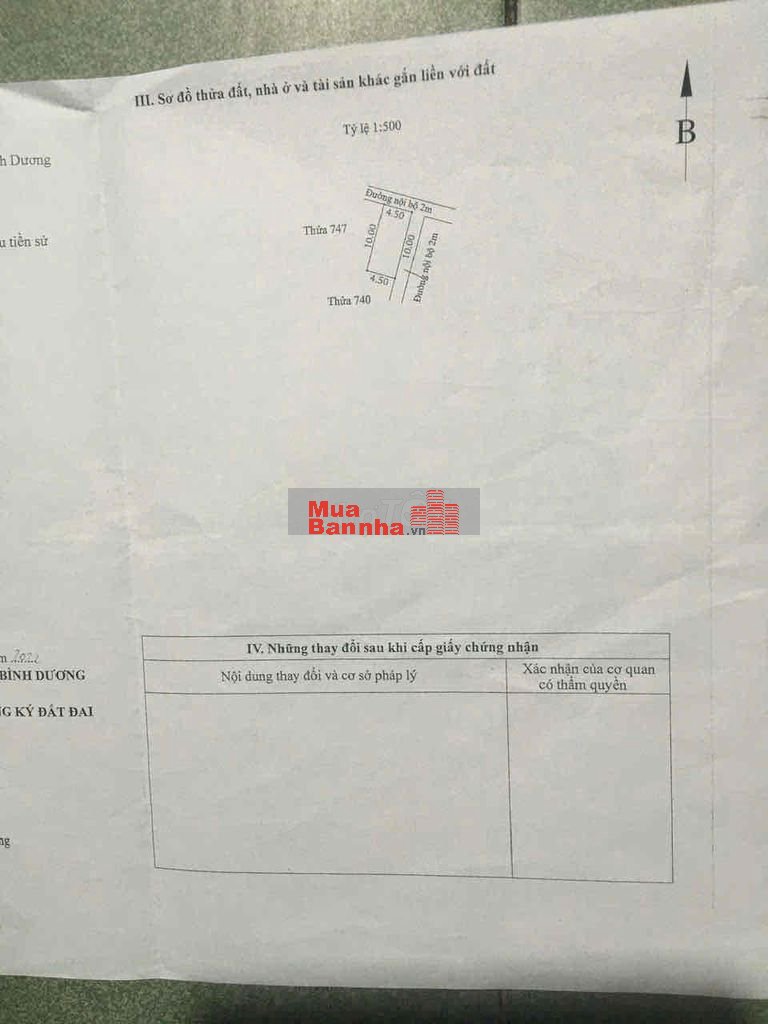 III. Sơ đồ thửa đất, nhà ở và tài sản khác gắn liền với đất
Tỷ lệ 1:500
B
h Dương
u tiền sử
Đường nội bộ 2m
4.50
Thửa 747
10.00
10.00
Đường nội bộ 2m
4.50
Thửa 740
Mua
Bannha.vn
IV. Những thay đổi sau khi cấp giấy chứng nhận
Nội dung thay đổi và cơ sở pháp lý
Xác nhận của cơ quan
có thẩm quyền
m
BÌNH DƯƠNG
G KÝ ĐẤT ĐAI
ng